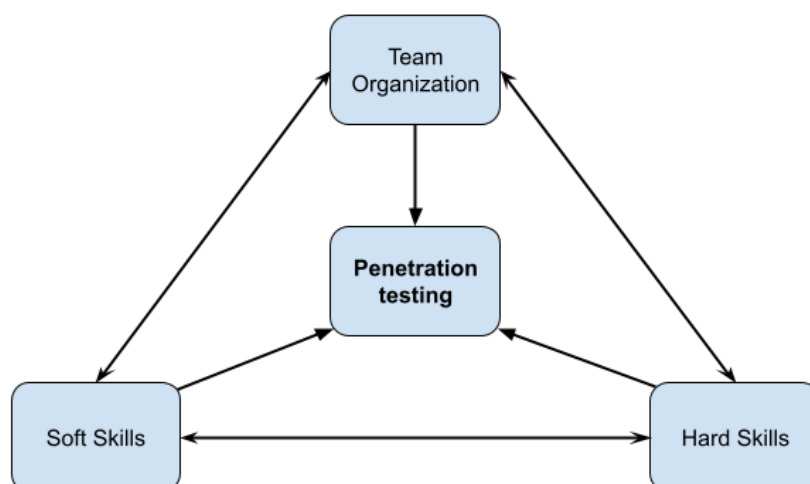 Team
Organization
Penetration
testing
Soft Skills
Hard Skills